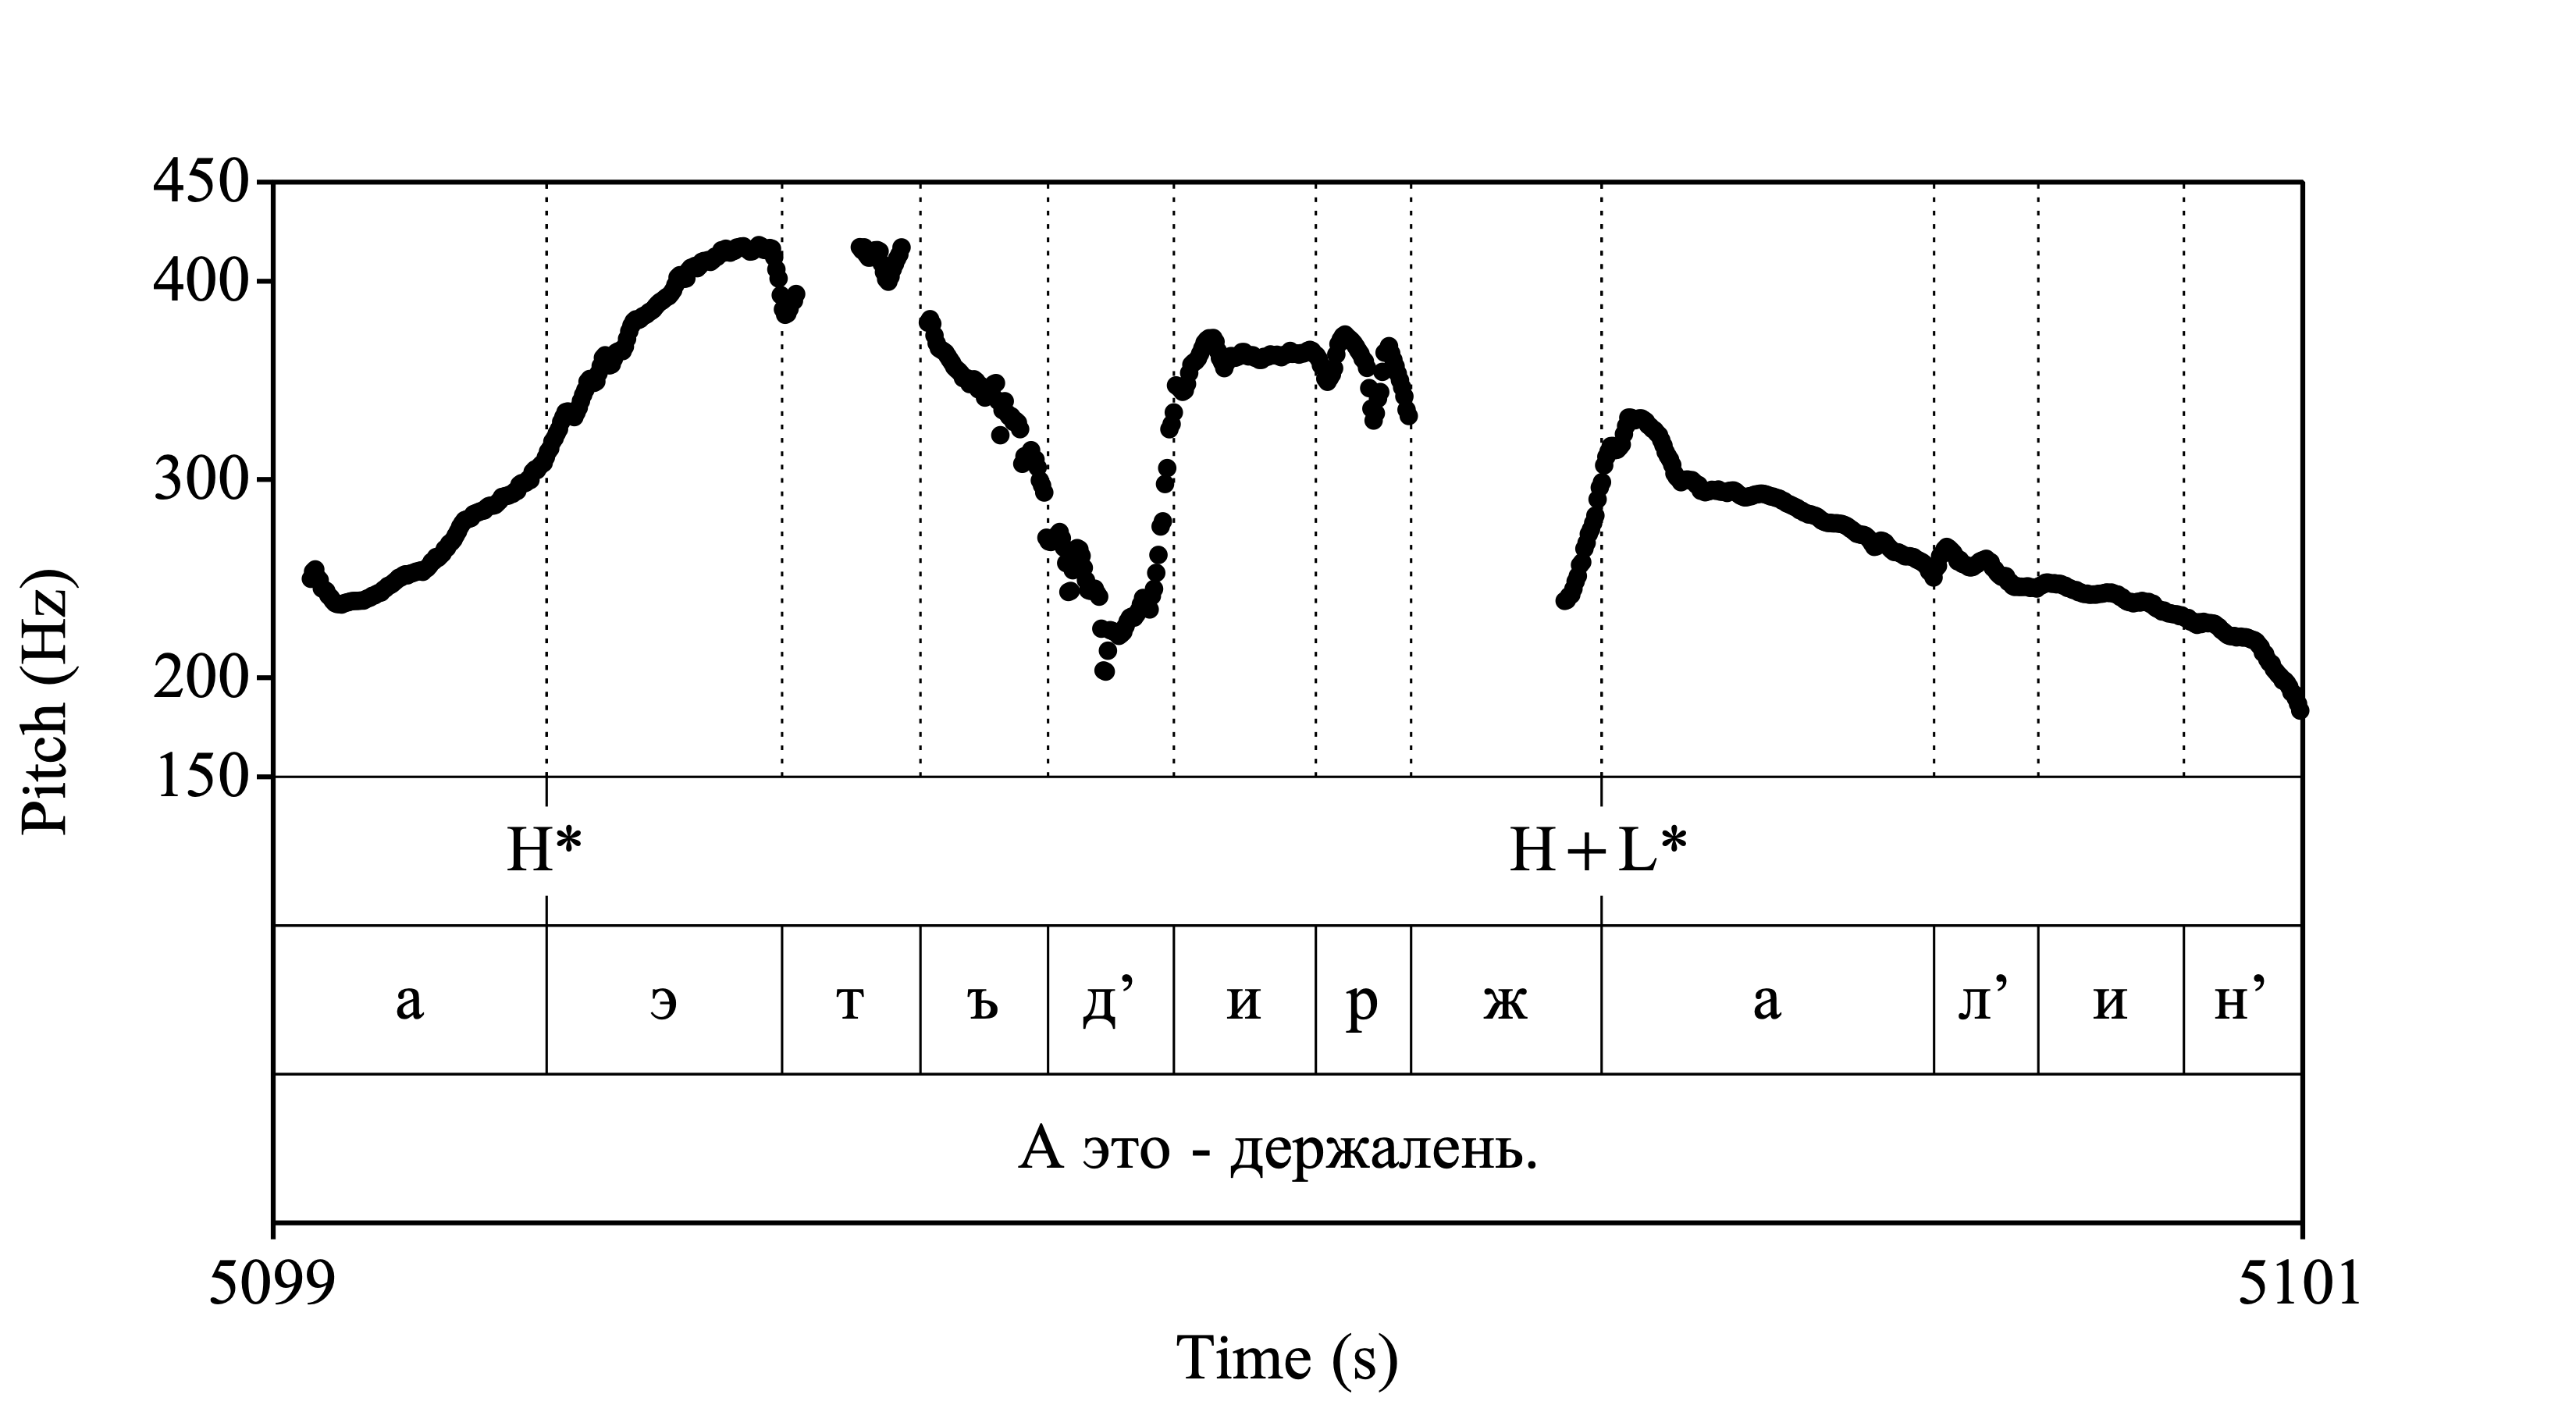 Pitch (Hz)
450
400
300
200
150
H* H+L*
а э т ъ д’ и р ж а л’ и н’
А это - держалень.
5099 5101
Time (s)